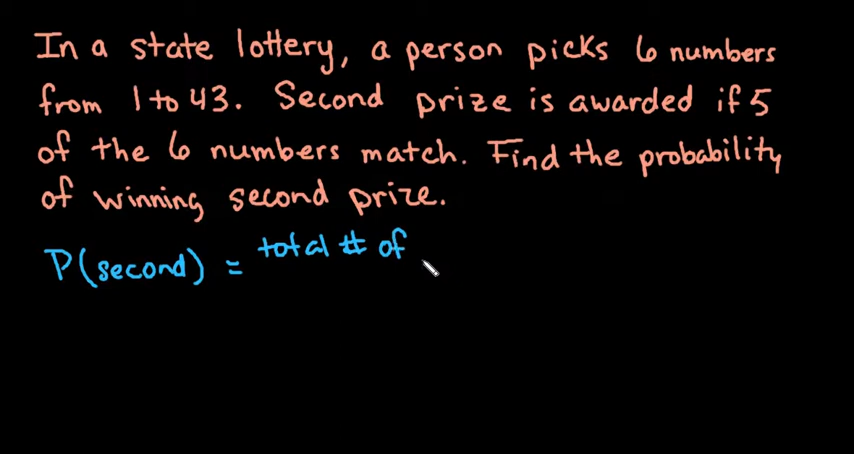 In a state lottery, a person picks 6 numbers
from 1 to 43. Second prize is awarded if 5
of the 6 numbers match. Find the probability
of winning second prize.
P(second) = total # of